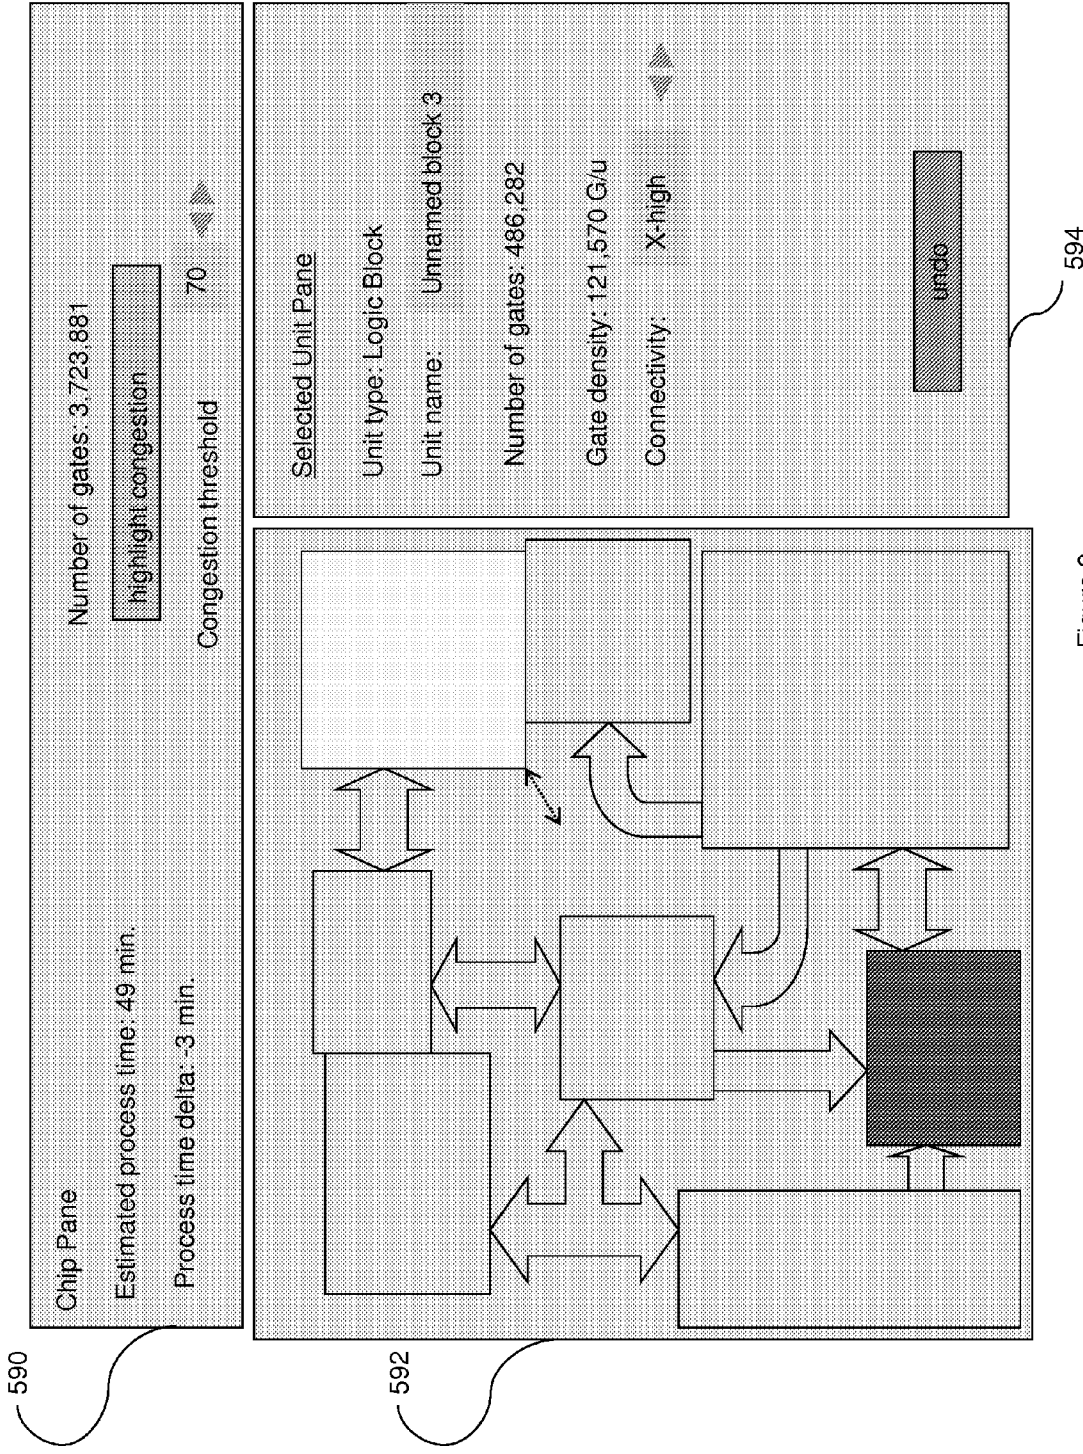 590
Chip Pane
Estimated process time: 49 min.
Process time delta: -3 min.
Number of gates: 3,723,881
highlight congestion
Congestion threshold 70
592
Selected Unit Pane
Unit type: Logic Block
Unit name: Unnamed block 3
Number of gates: 486,282
Gate density: 121,570 G/u
Connectivity: X-high
undo
594